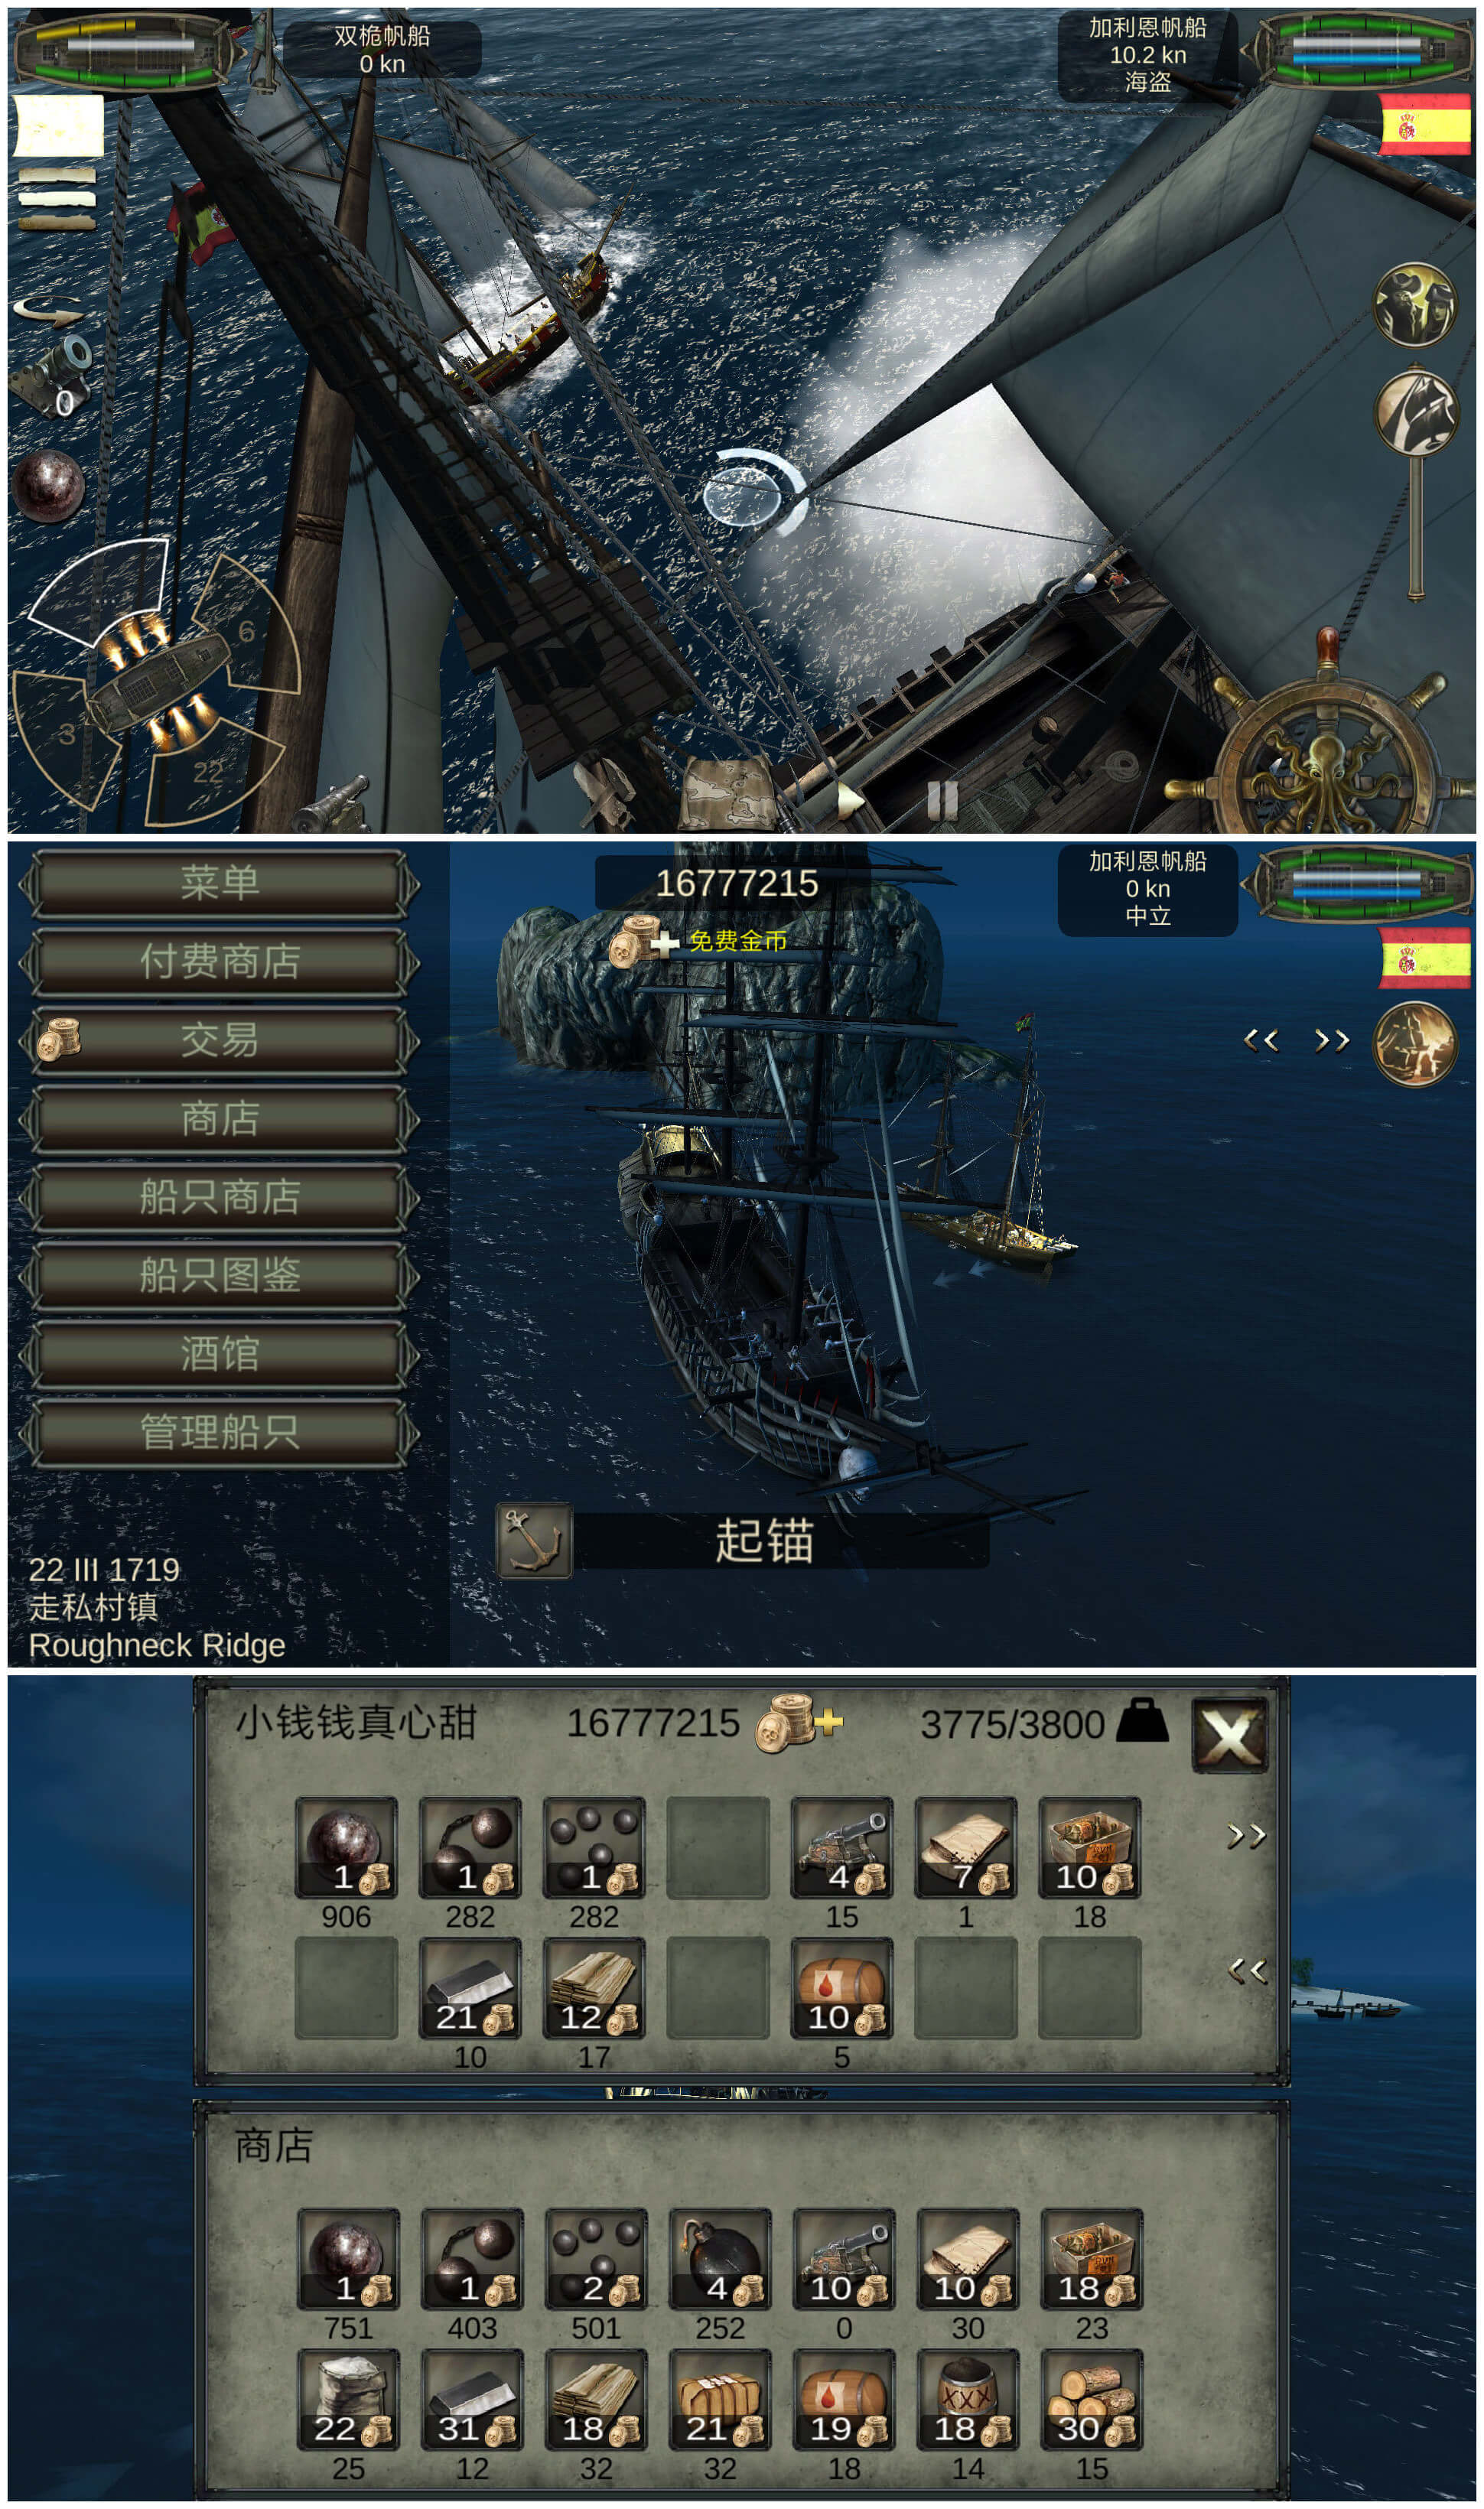 双桅帆船
0 kn
加利恩帆船
10.2 kn
海盗
0
6
3
22
菜单
付费商店
交易
商店
船只商店
船只图鉴
酒馆
管理船只
22 III 1719
走私村镇
Roughneck Ridge
16777215
免费金币
起锚
加利恩帆船
0 kn
中立
小钱钱真心甜 16777215 3775/3800
1 1 1 4 7 10
906 282 282 15 1 18
21 12 10
10 17 5
商店
1 1 2 4 10 10 18
751 403 501 252 0 30 23
22 31 18 21 19 18 30
25 12 32 32 18 14 15